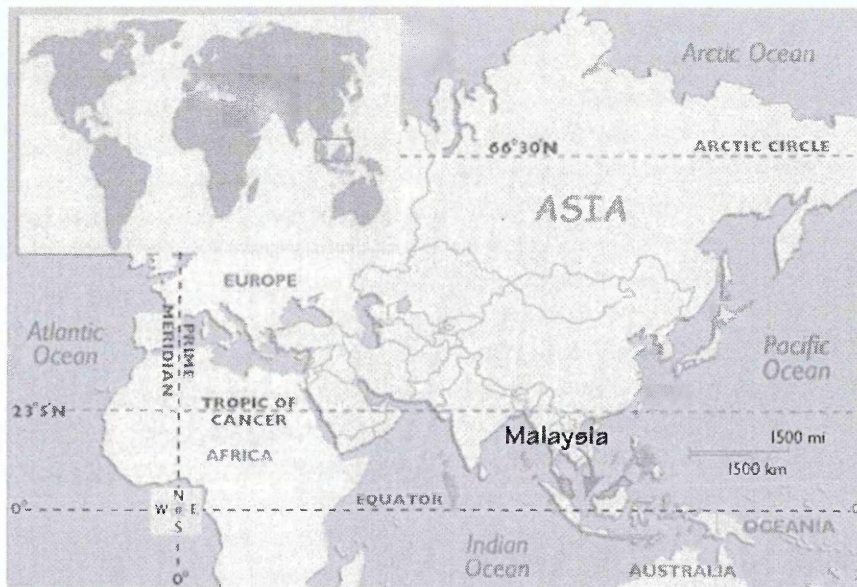 Arctic Ocean
66°30'N
ARCTIC CIRCLE
ASIA
EUROPE
Atlantic
Ocean
MERIDIAN
PRIME
Pacific
Ocean
23°5'N
TROPIC OF
CANCER
AFRICA
Malaysia
1500 mi
1500 km
N
W E
S
0°
EQUATOR
0
OCEANIA
Indian
Ocean
AUSTRALIA
0°